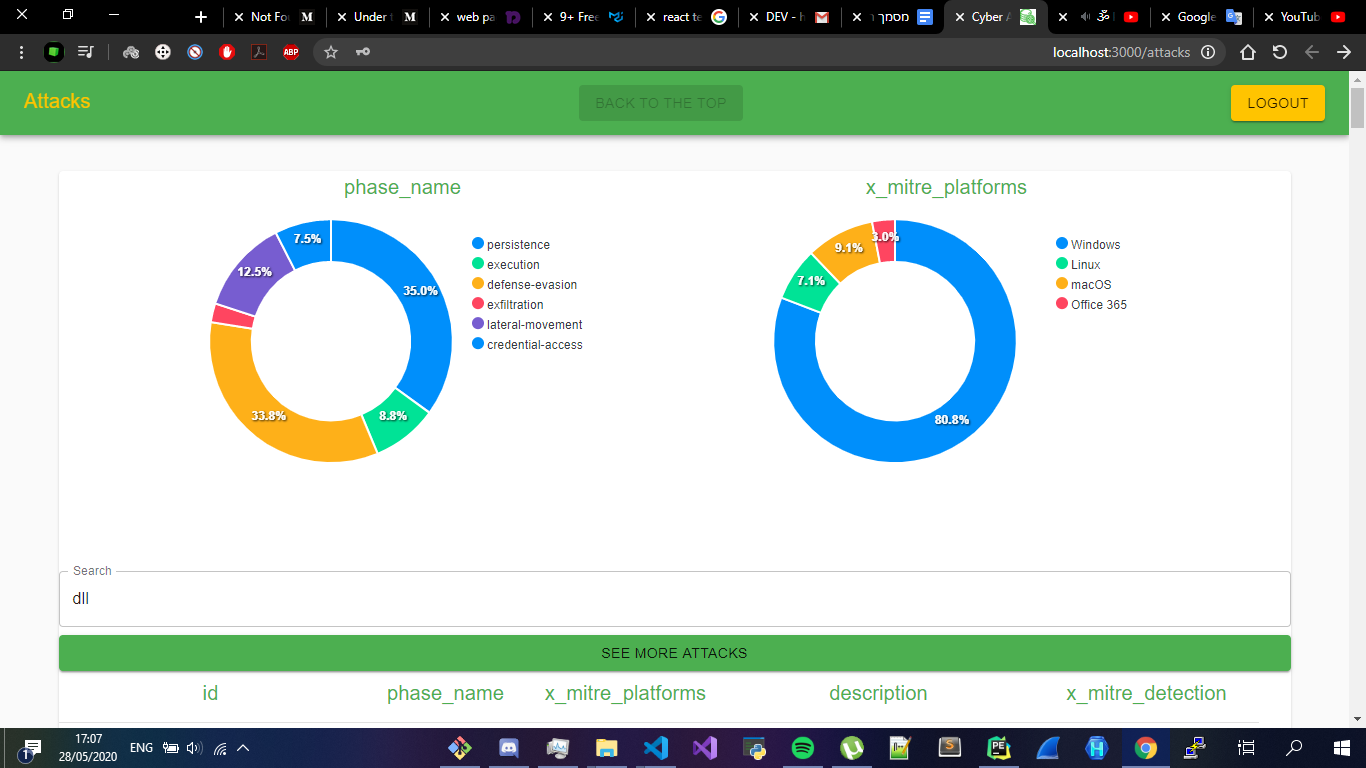 Not Fo
Under t
web pa
9+ Free
react te
DEV - h
מסמך
Cyber A
ॐ
Google
YouTub
localhost:3000/attacks
ABP
Attacks
BACK TO THE TOP
LOGOUT
phase_name
x_mitre_platforms
7.5%
12.5%
35.0%
33.8%
8.8%
persistence
execution
defense-evasion
exfiltration
lateral-movement
credential-access
3.0%
9.1%
7.1%
80.8%
Windows
Linux
macOS
Office 365
Search
dll
SEE MORE ATTACKS
id phase_name x_mitre_platforms description x_mitre_detection
1
17:07
28/05/2020
ENG